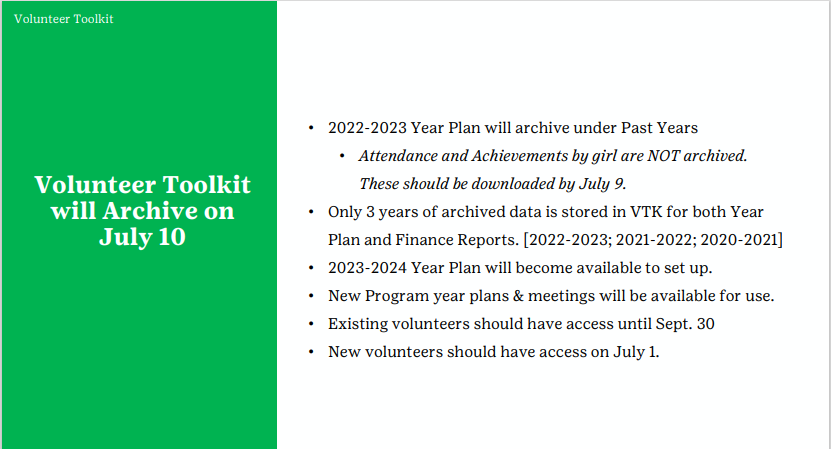 Volunteer Toolkit
Volunteer Toolkit
will Archive on
July 10
• 2022-2023 Year Plan will archive under Past Years
• Attendance and Achievements by girl are NOT archived.
These should be downloaded by July 9.
• Only 3 years of archived data is stored in VTK for both Year
Plan and Finance Reports. [2022-2023; 2021-2022; 2020-2021]
• 2023-2024 Year Plan will become available to set up.
• New Program year plans & meetings will be available for use.
• Existing volunteers should have access until Sept. 30
• New volunteers should have access on July 1.